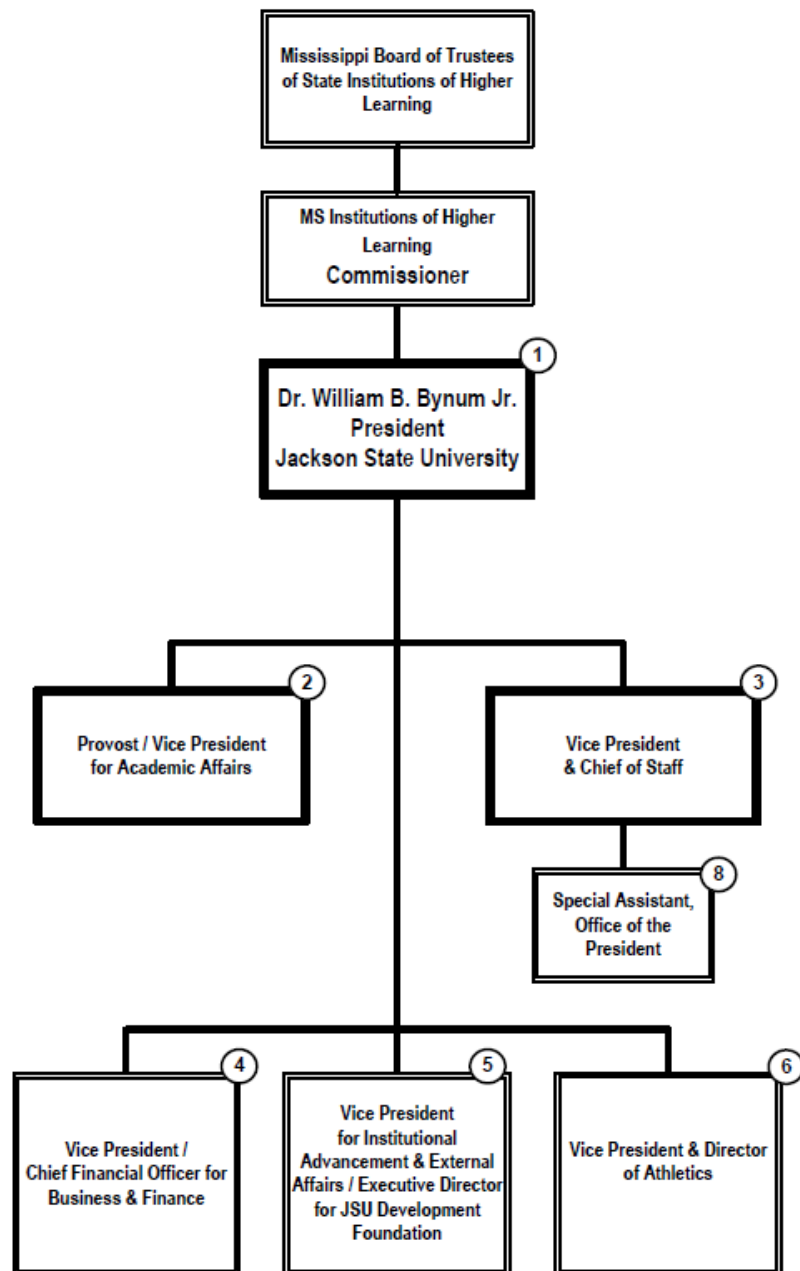 Mississippi Board of Trustees
of State Institutions of Higher
Learning
MS Institutions of Higher
Learning
Commissioner
1
Dr. William B. Bynum Jr.
President
Jackson State University
2
Provost / Vice President
for Academic Affairs
3
Vice President
& Chief of Staff
8
Special Assistant,
Office of the
President
4
Vice President /
Chief Financial Officer for
Business & Finance
5
Vice President
for Institutional
Advancement & External
Affairs / Executive Director
for JSU Development
Foundation
6
Vice President & Director
of Athletics